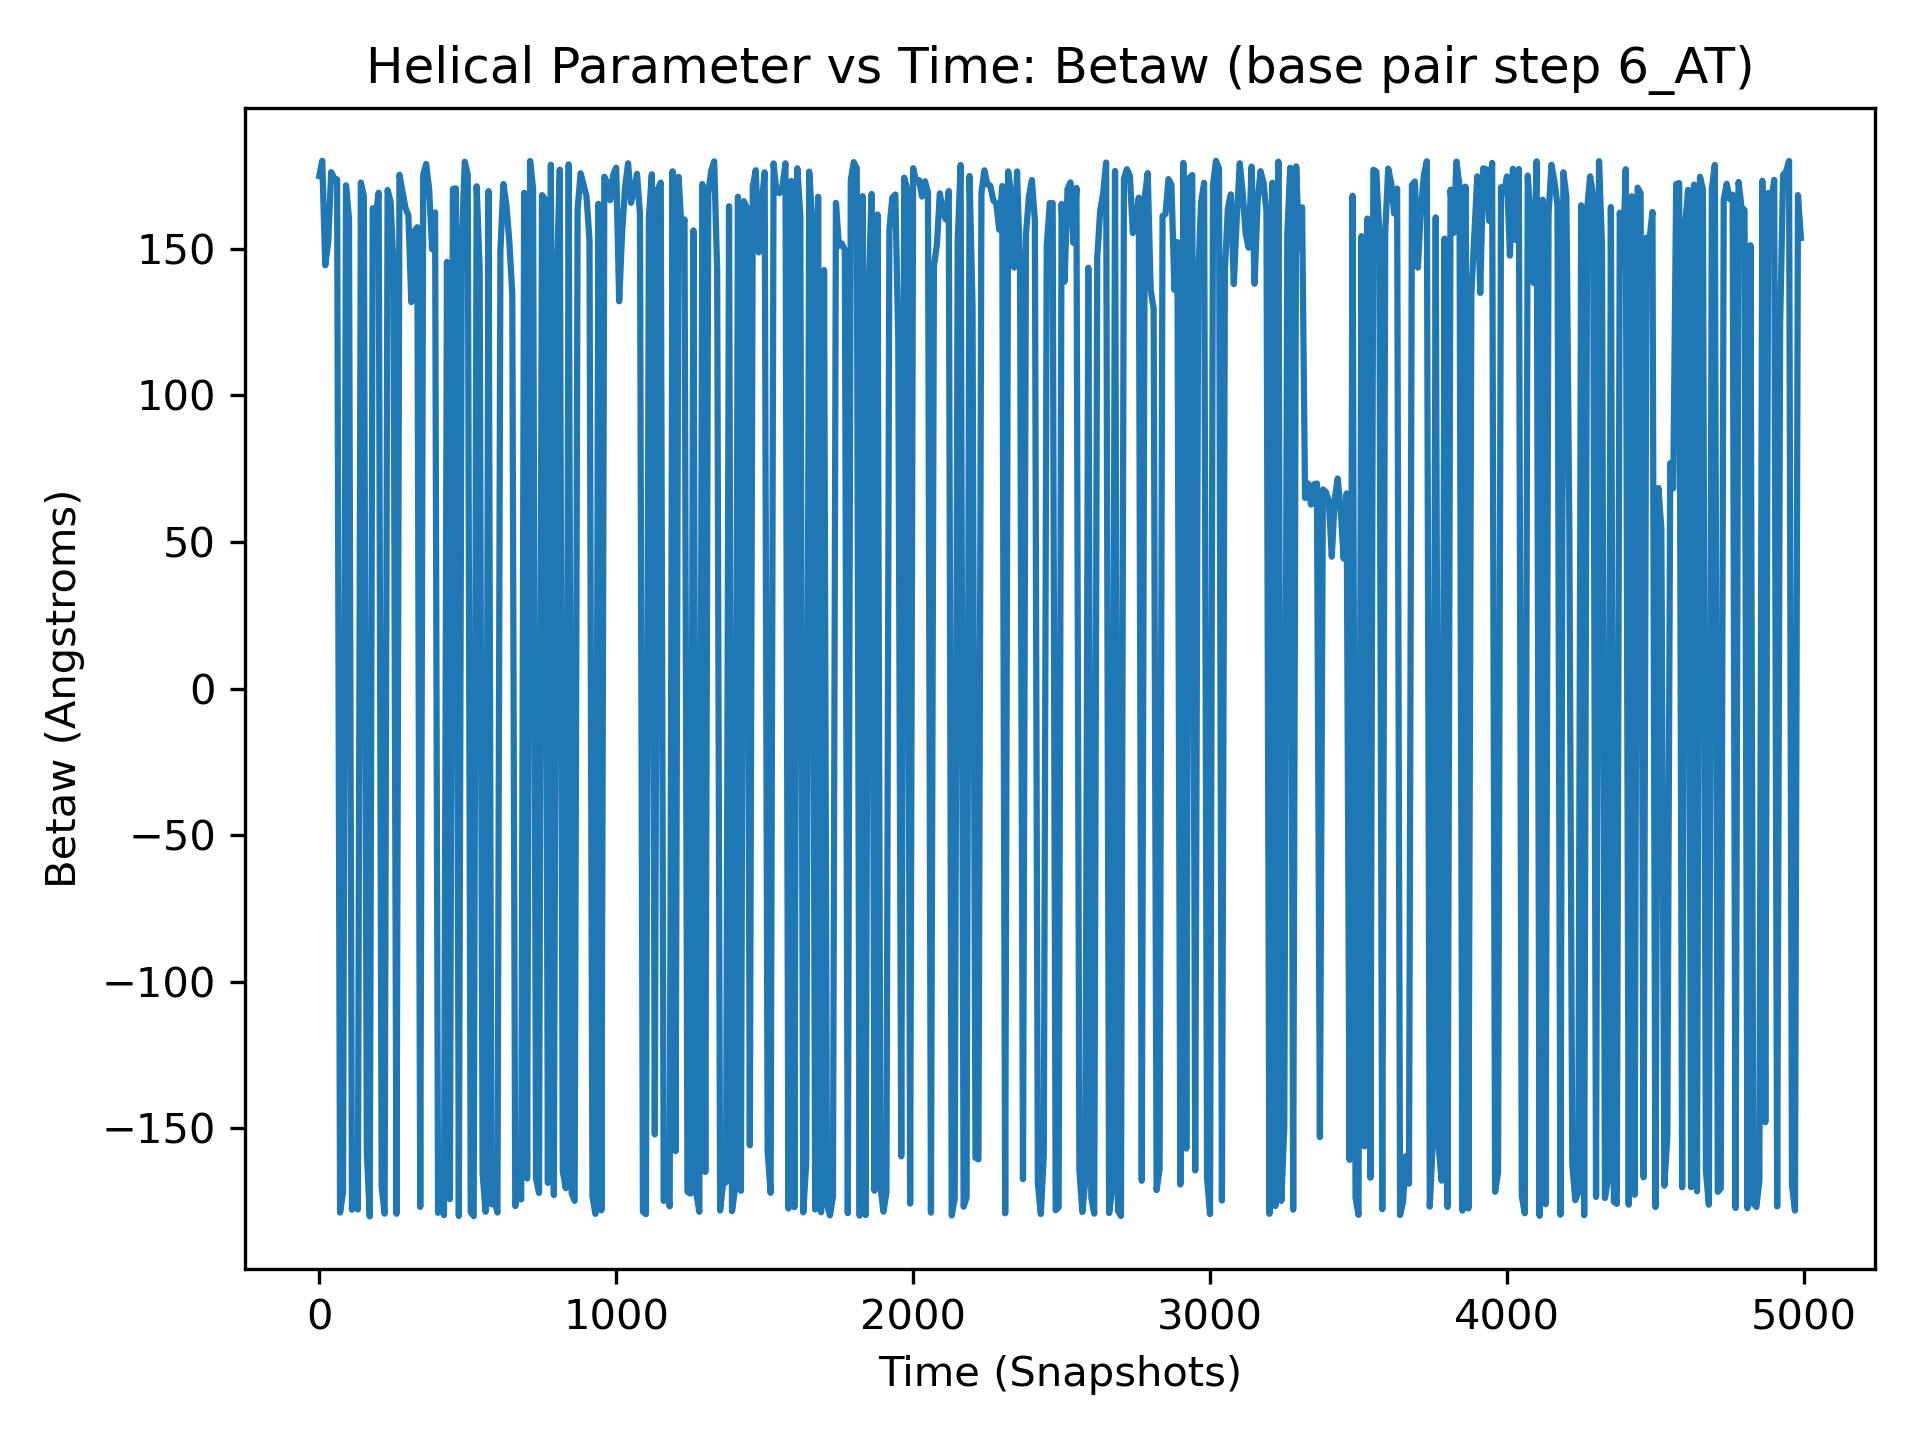 Helical Parameter vs Time: Betaw (base pair step 6_AT)
150
100
50
0
−50
−100
−150
Betaw (Angstroms)
0 1000 2000 3000 4000 5000
Time (Snapshots)